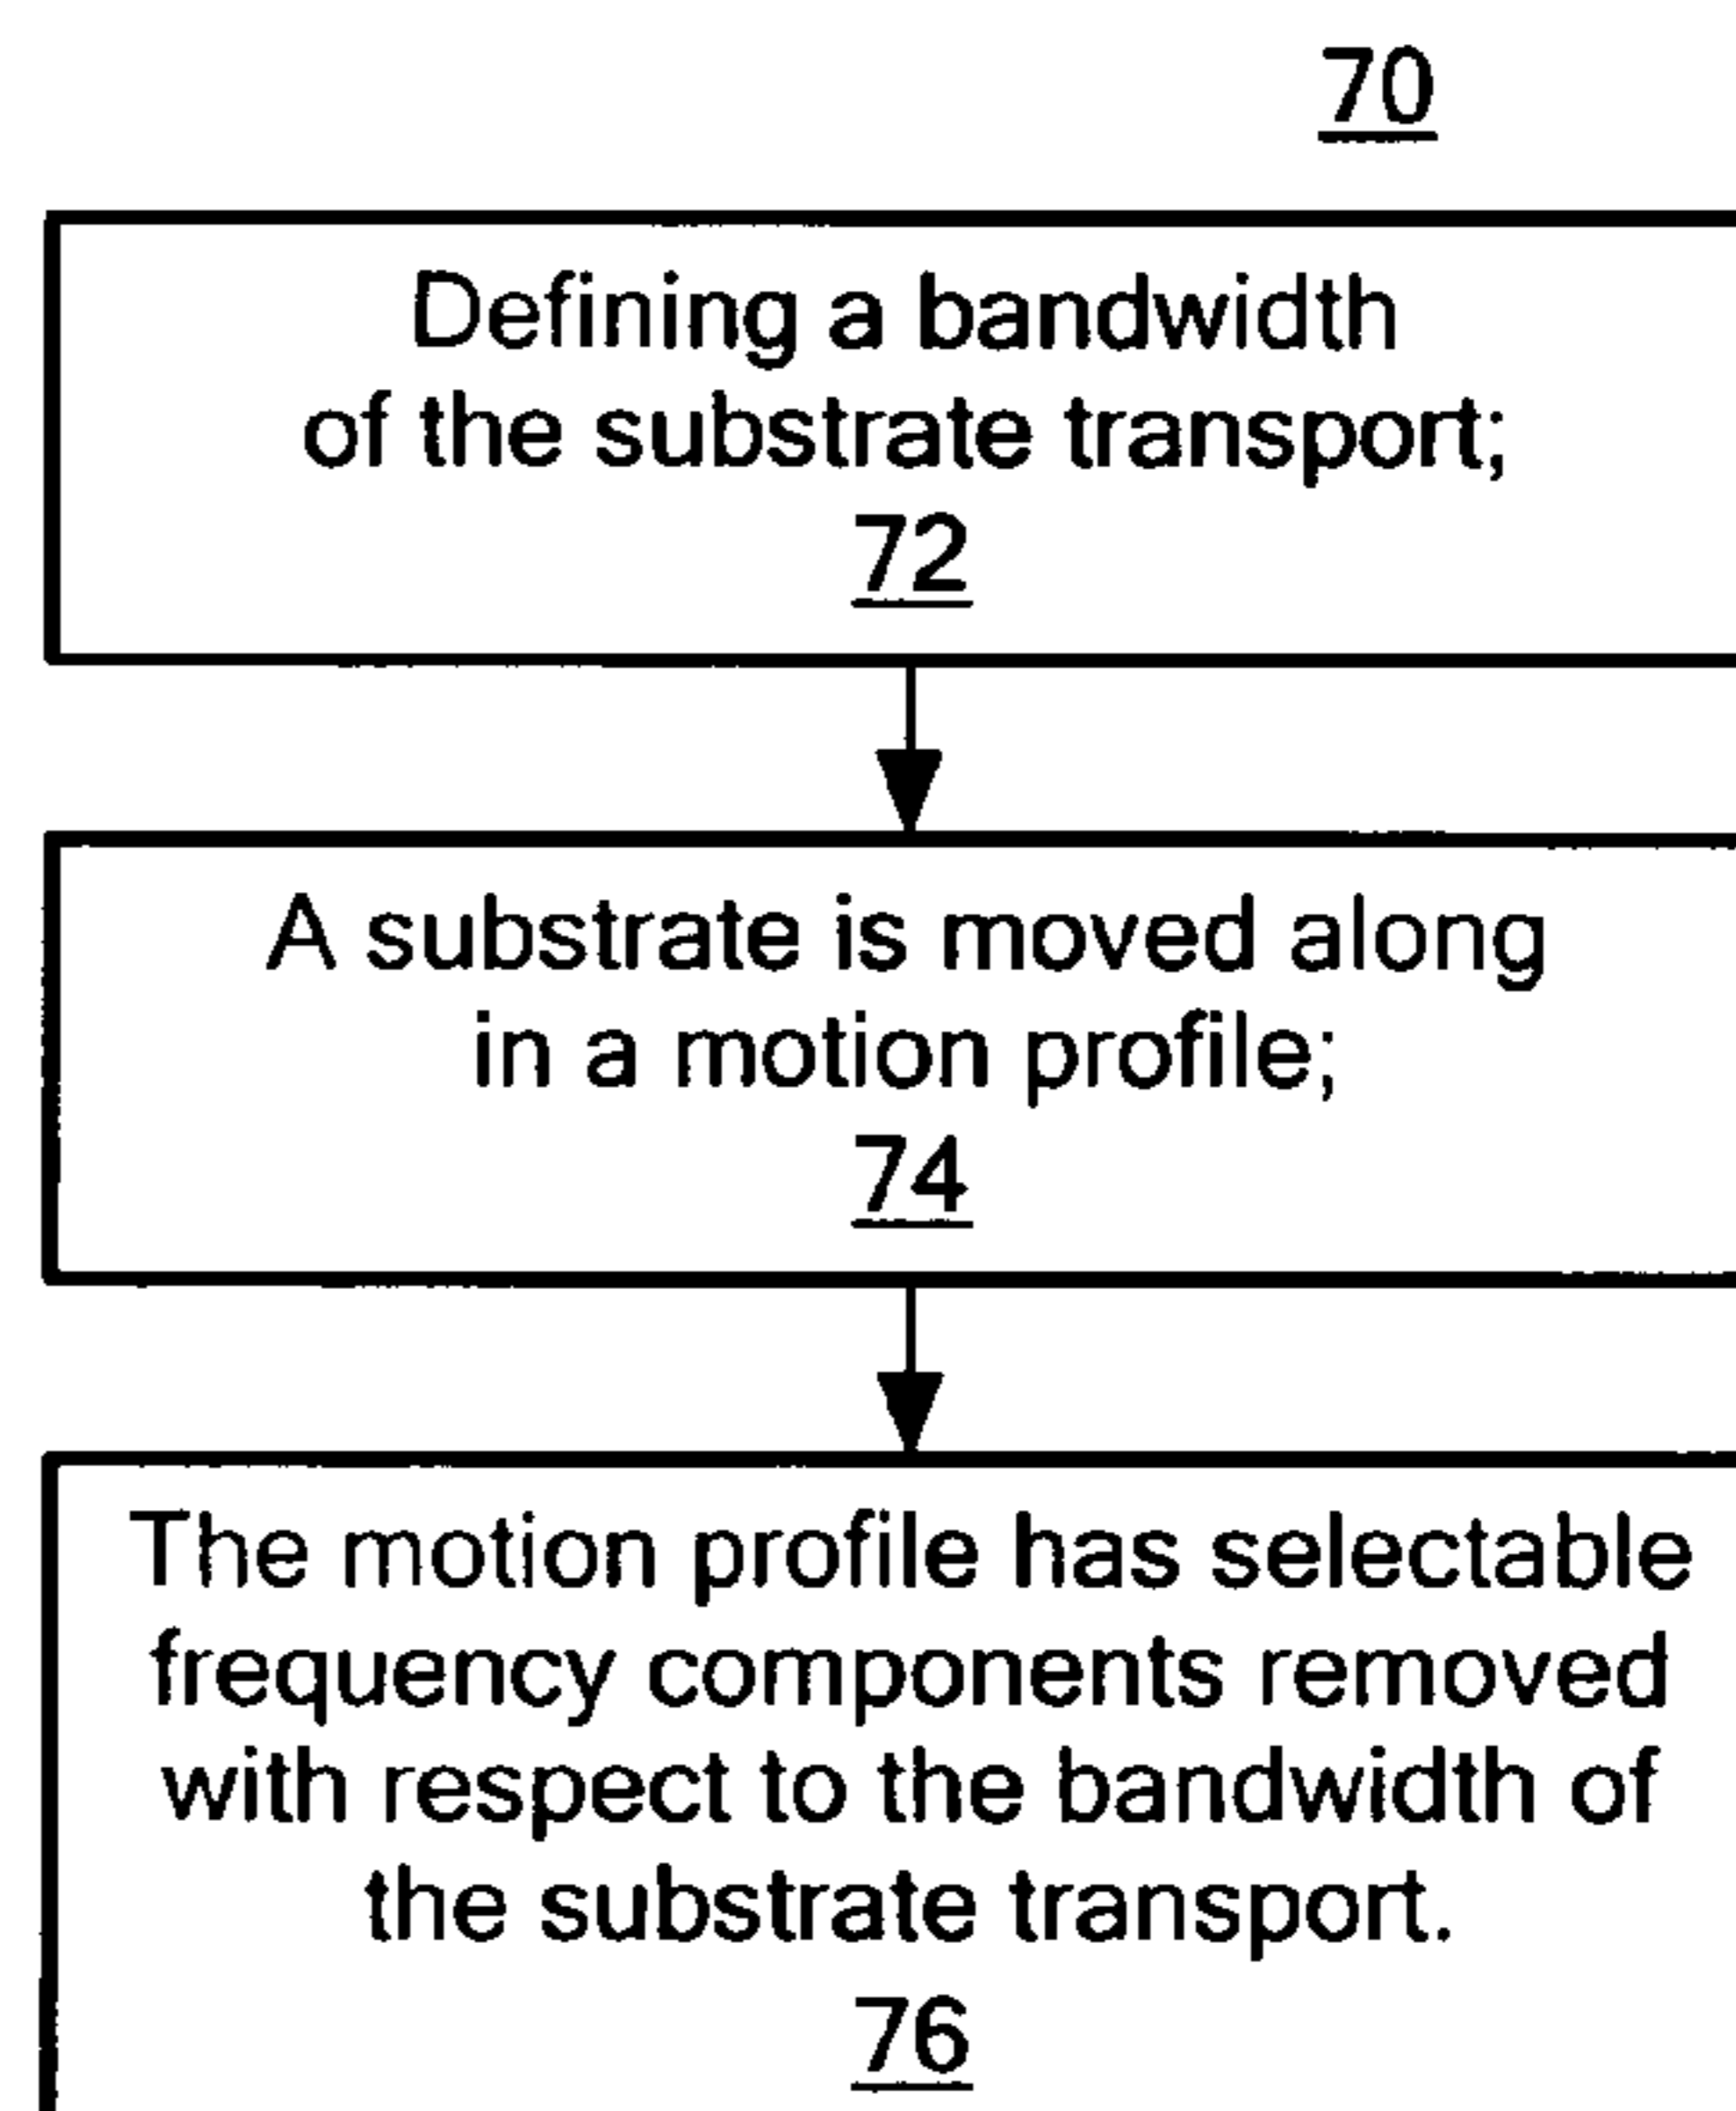 70
Defining a bandwidth
of the substrate transport;
72
A substrate is moved along
in a motion profile;
74
The motion profile has selectable
frequency components removed
with respect to the bandwidth of
the substrate transport.
76